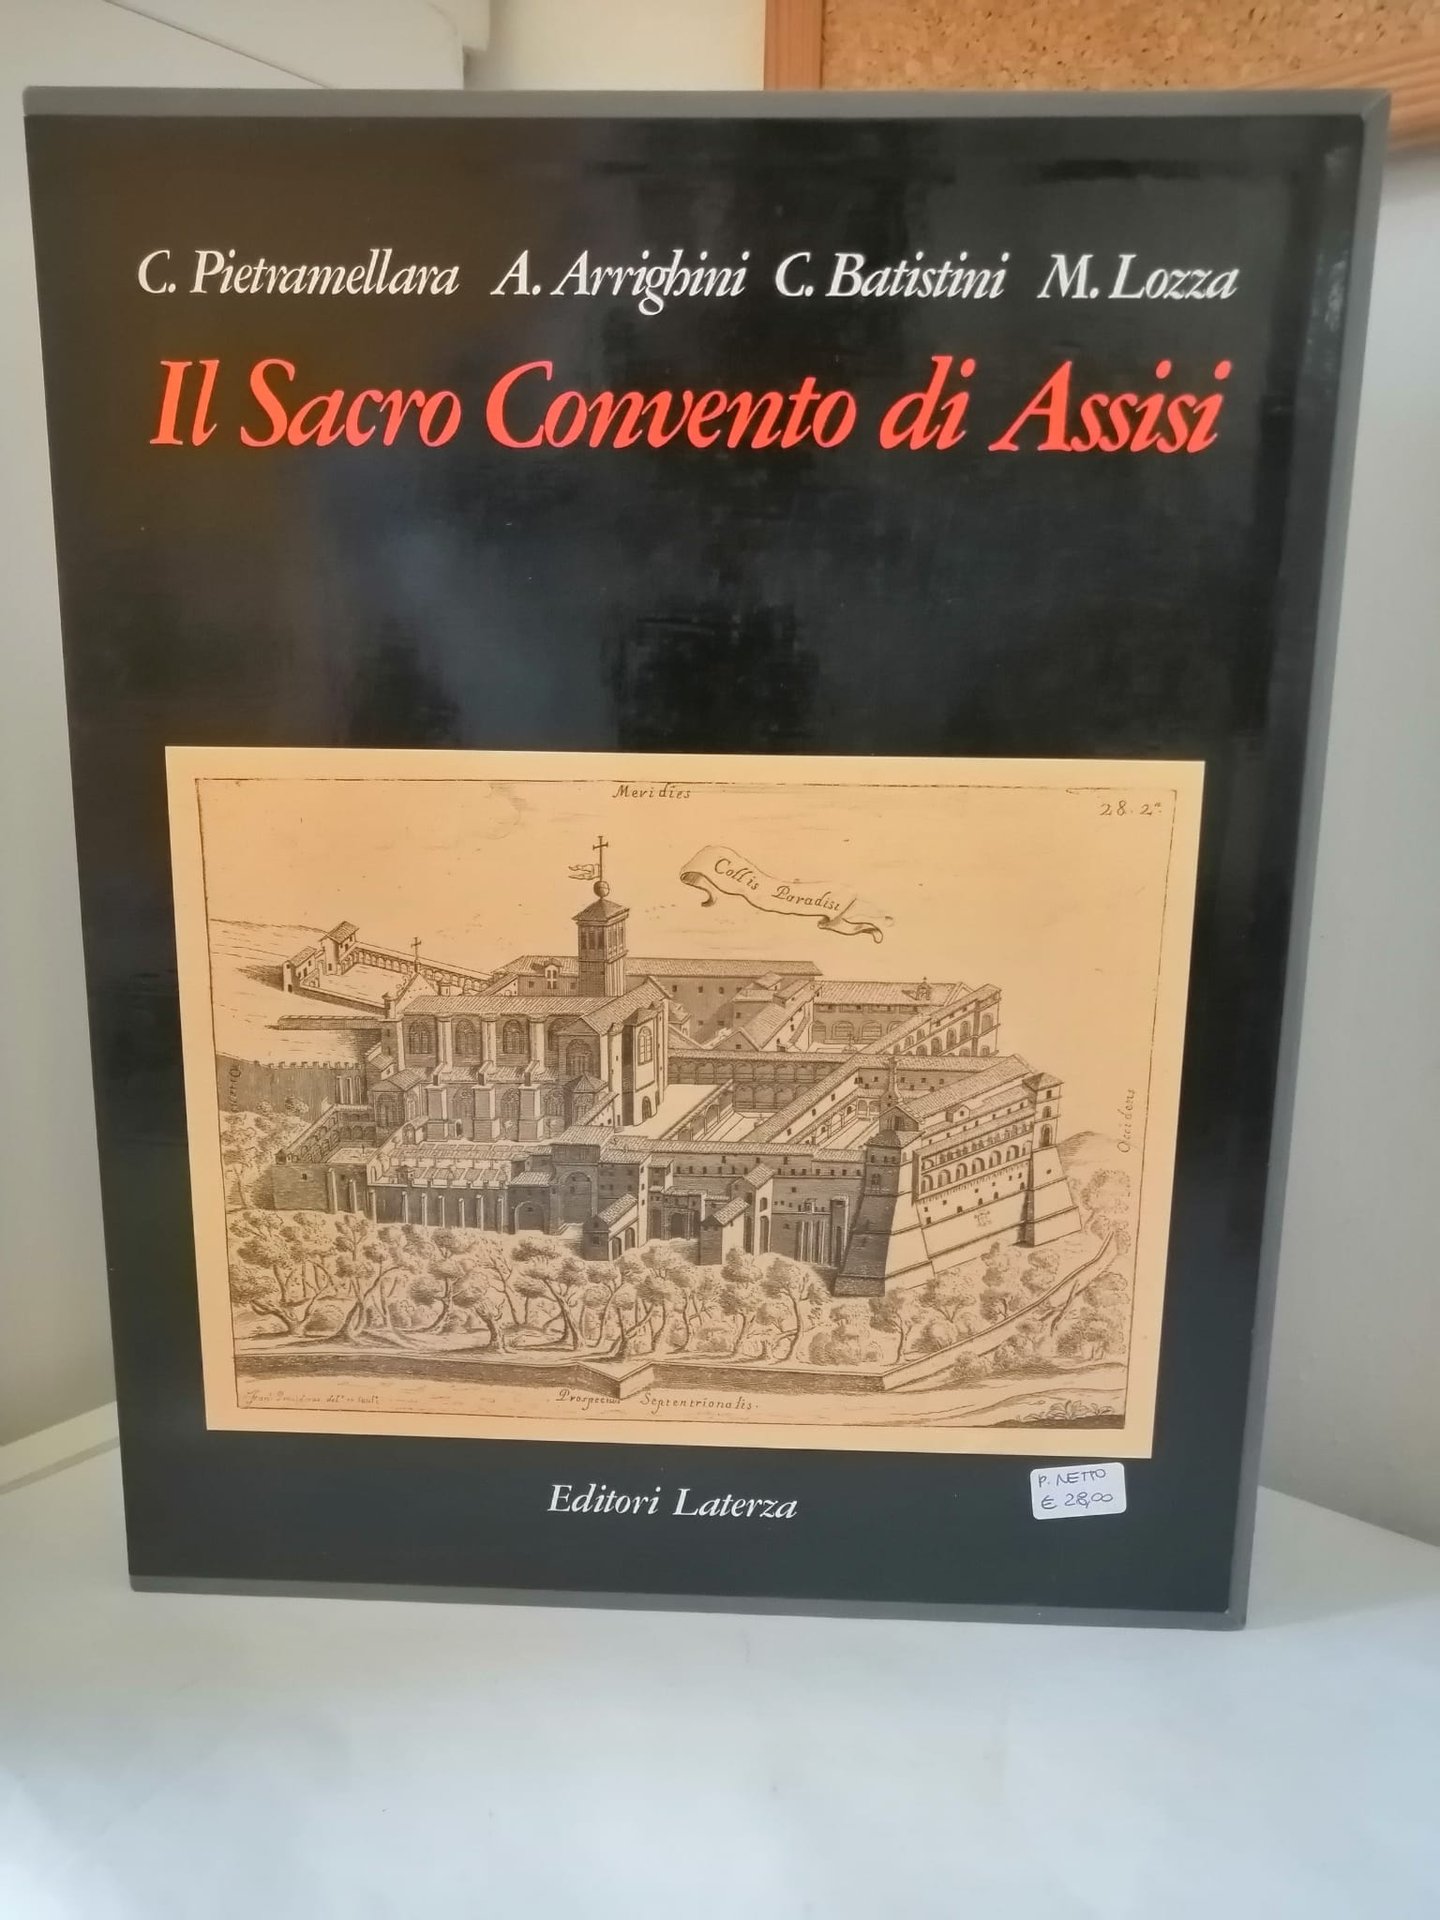 C. Pietramellara A. Arrighini C. Batistini M. Lozza
Il Sacro Convento di Assisi
Meridies
28. 2ª.
Collis Paradisi
Occidens
Prospectus Septentrionalis.
Editori Laterza
P. NETTO
€ 28,00